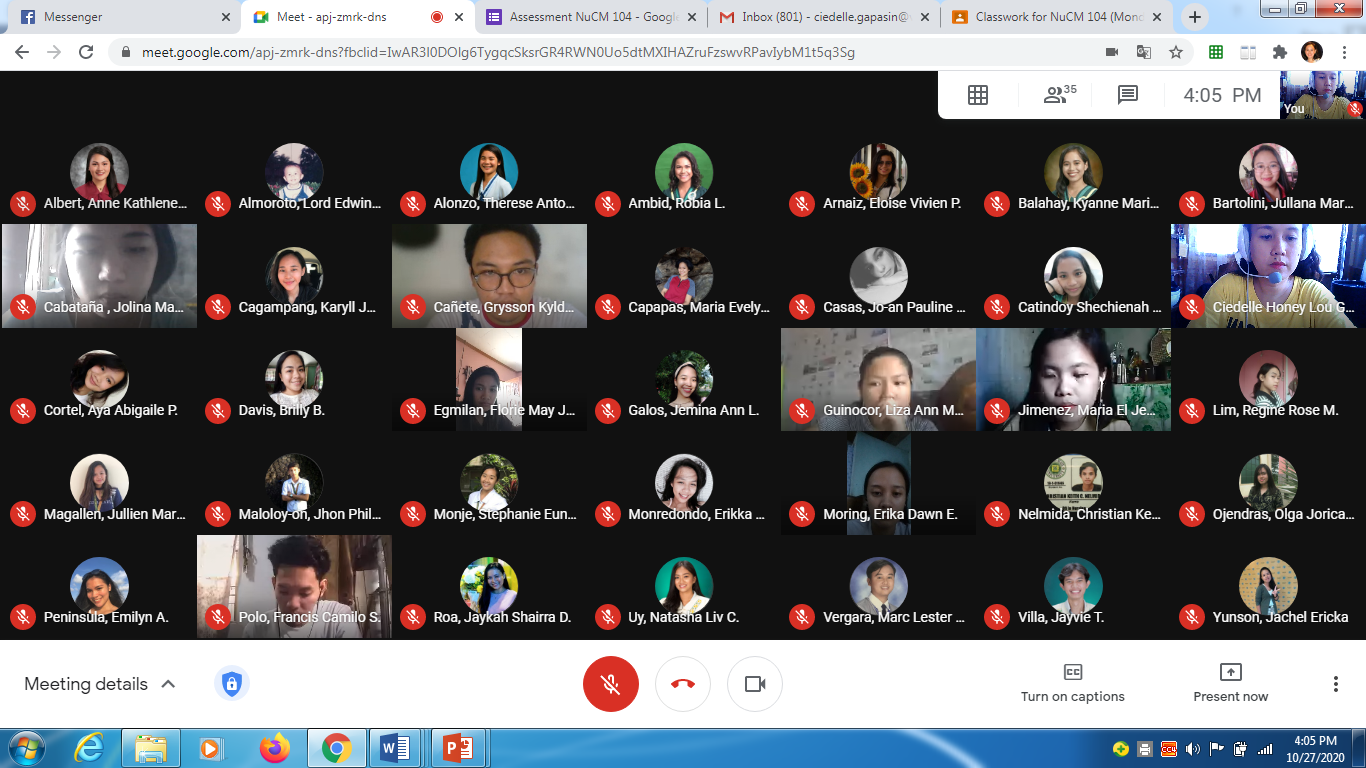 Messenger
Meet - apj-zmrk-dns
Assessment NuCM 104 - Google
Inbox (801) - ciedelle.gapasin@
Classwork for NuCM 104 (Mond
meet.google.com/apj-zmrk-dns?fbclid=IwAR3I0DOlg6TygqcSksrGR4RWN0Uo5dtMXIHAZruFzswvRPavIybM1t5q3Sg
35
4:05 PM
You
Albert, Anne Kathlene...
Almoroto, Lord Edwin...
Alonzo, Therese Anto...
Ambid, Robia L.
Arnaiz, Eloise Vivien P.
Balahay, Kyanne Mari...
Bartolini, Jullana Mar...
Cabataña , Jolina Ma...
Cagampang, Karyll J...
Cañete, Grysson Kyld...
Capapas, Maria Evely...
Casas, Jo-an Pauline ...
Catindoy Shechienah ...
Ciedelle Honey Lou G...
Cortel, Aya Abigaile P.
Davis, Brilly B.
Egmilan, Florie May J...
Galos, Jemina Ann L.
Guinocor, Liza Ann M...
Jimenez, Maria El Je...
Lim, Regine Rose M.
Magallen, Jullien Mar...
Maloloy-on, Jhon Phil...
Monje, Stephanie Eun...
Monredondo, Erikka ...
Moring, Erika Dawn E.
Nelmida, Christian Ke...
Ojendras, Olga Jorica...
Peninsula, Emilyn A.
Polo, Francis Camilo S.
Roa, Jaykah Shairra D.
Uy, Natasha Liv C.
Vergara, Marc Lester ...
Villa, Jayvie T.
Yunson, Jachel Ericka
Meeting details
Turn on captions
Present now
4:05 PM
10/27/2020